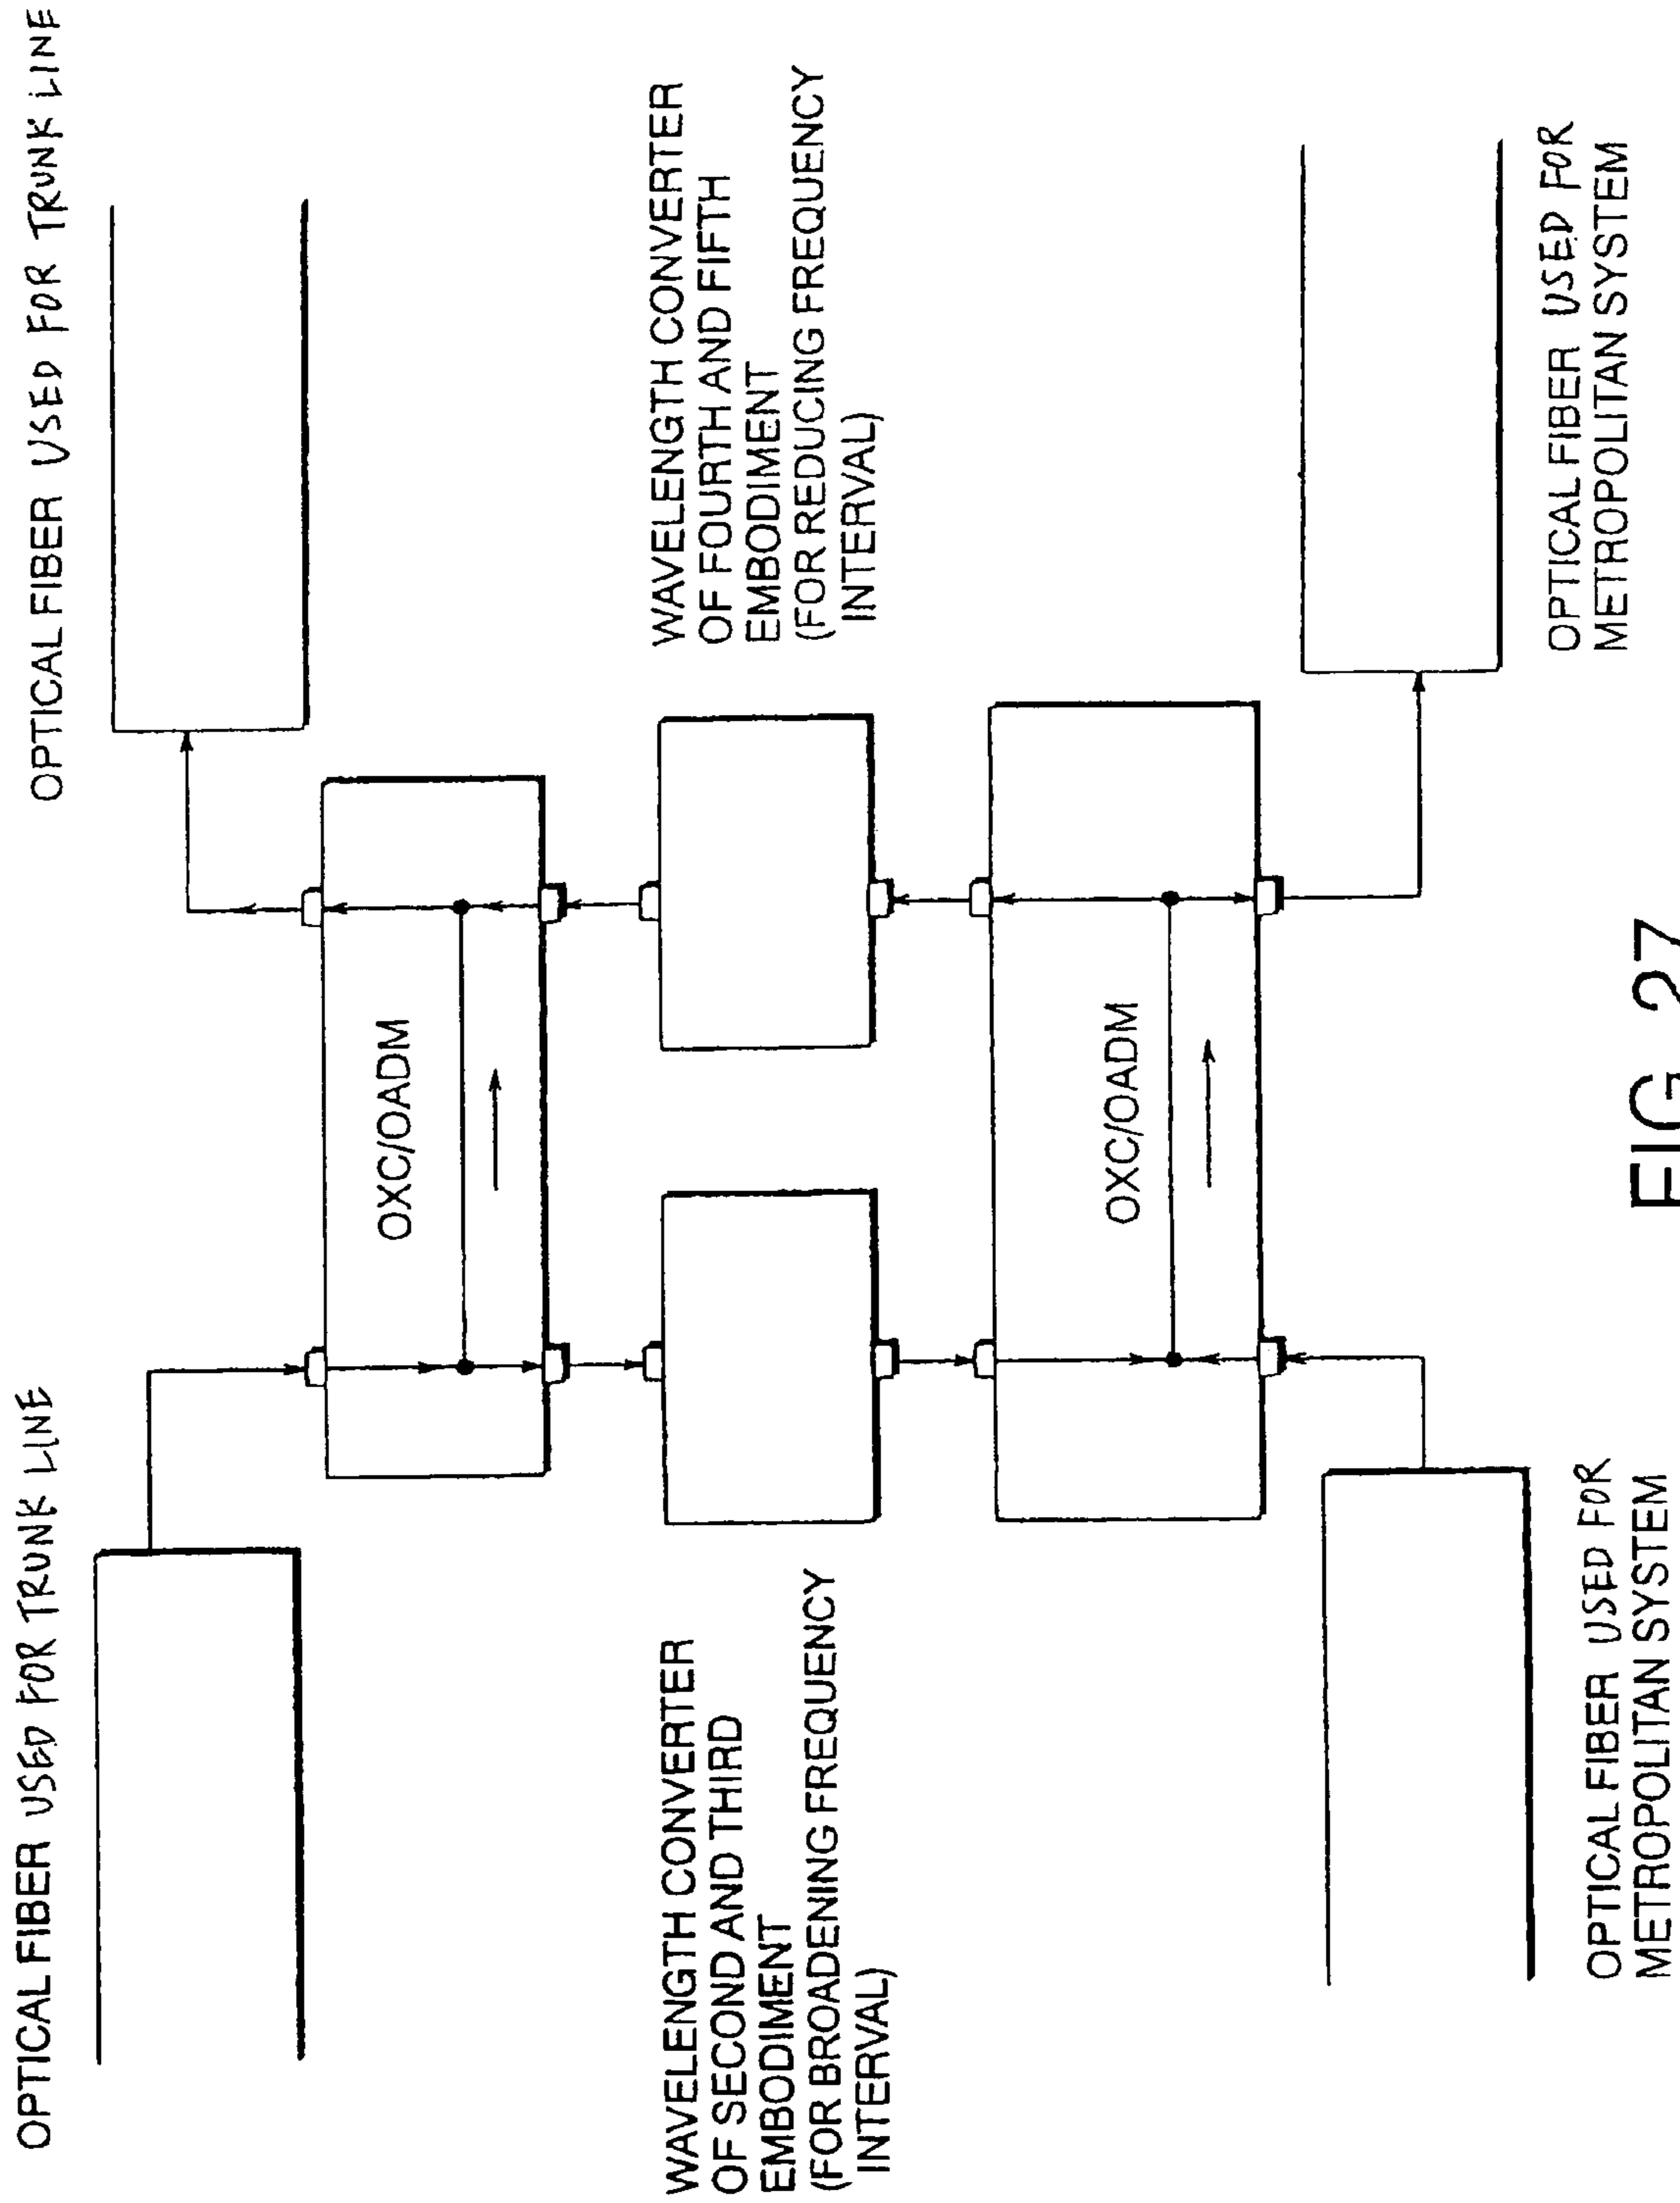 OPTICAL FIBER USED FOR TRUNK LINE
OPTICAL FIBER USED FOR TRUNK LINE
OXC/OADM
WAVELENGTH CONVERTER
OF SECOND AND THIRD
EMBODIMENT
(FOR BROADENING FREQUENCY
INTERVAL)
WAVELENGTH CONVERTER
OF FOURTH AND FIFTH
EMBODIMENT
(FOR REDUCING FREQUENCY
INTERVAL)
OXC/OADM
OPTICAL FIBER USED FOR
METROPOLITAN SYSTEM
OPTICAL FIBER USED FOR
METROPOLITAN SYSTEM
FIG. 27